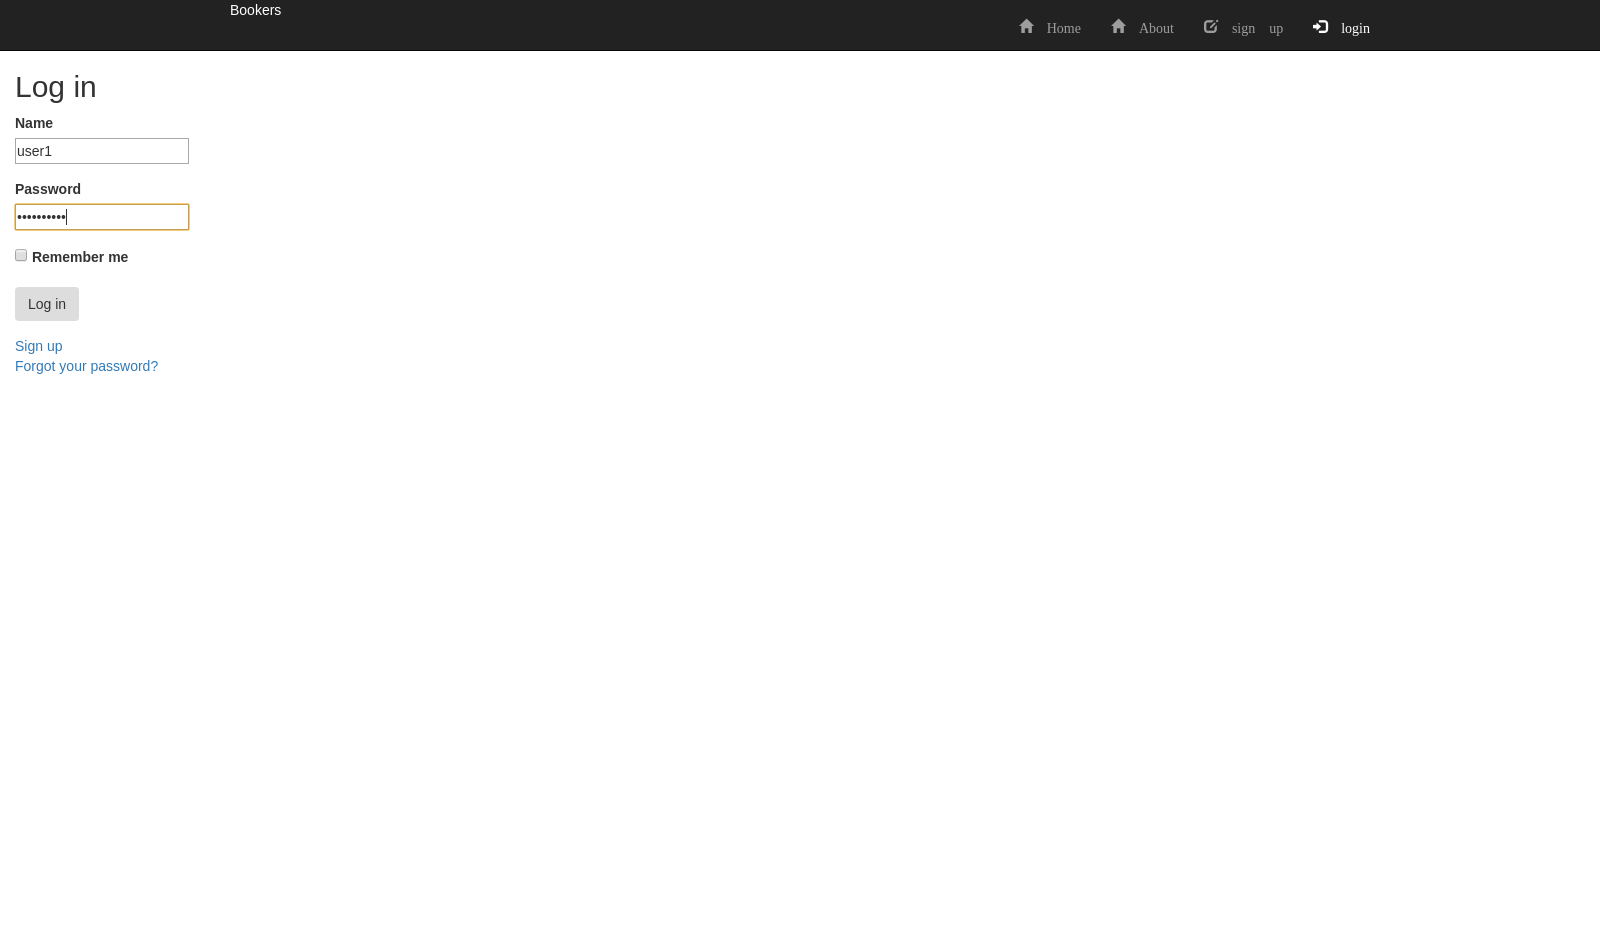 Bookers
Home About sign up login
Log in
Name
user1
Password
••••••••••
Remember me
Log in
Sign up
Forgot your password?